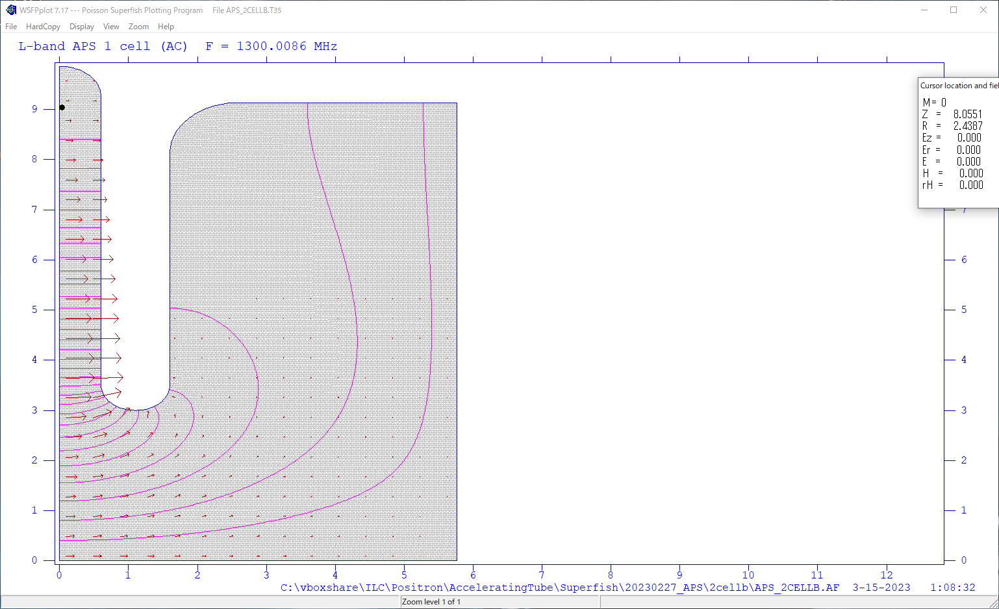 WSFPplot 7.17 --- Poisson Superfish Plotting Program File APS_2CELLB.T35
File HardCopy Display View Zoom Help
L-band APS 1 cell (AC) F = 1300.0086 MHz
Cursor location and fiel
M= 0
Z = 8.0551
R = 2.4387
Ez = 0.000
Er = 0.000
E = 0.000
H = 0.000
rH = 0.000
9
8
7 7
6 6
5 5
4 4
3 3
2 2
1 1
0 0
0 1 2 3 4 5 6 7 8 9 10 11 12
C:\vboxshare\ILC\Positron\AcceleratingTube\Superfish\20230227_APS\2cellb\APS_2CELLB.AF 3-15-2023 1:08:32
Zoom level 1 of 1